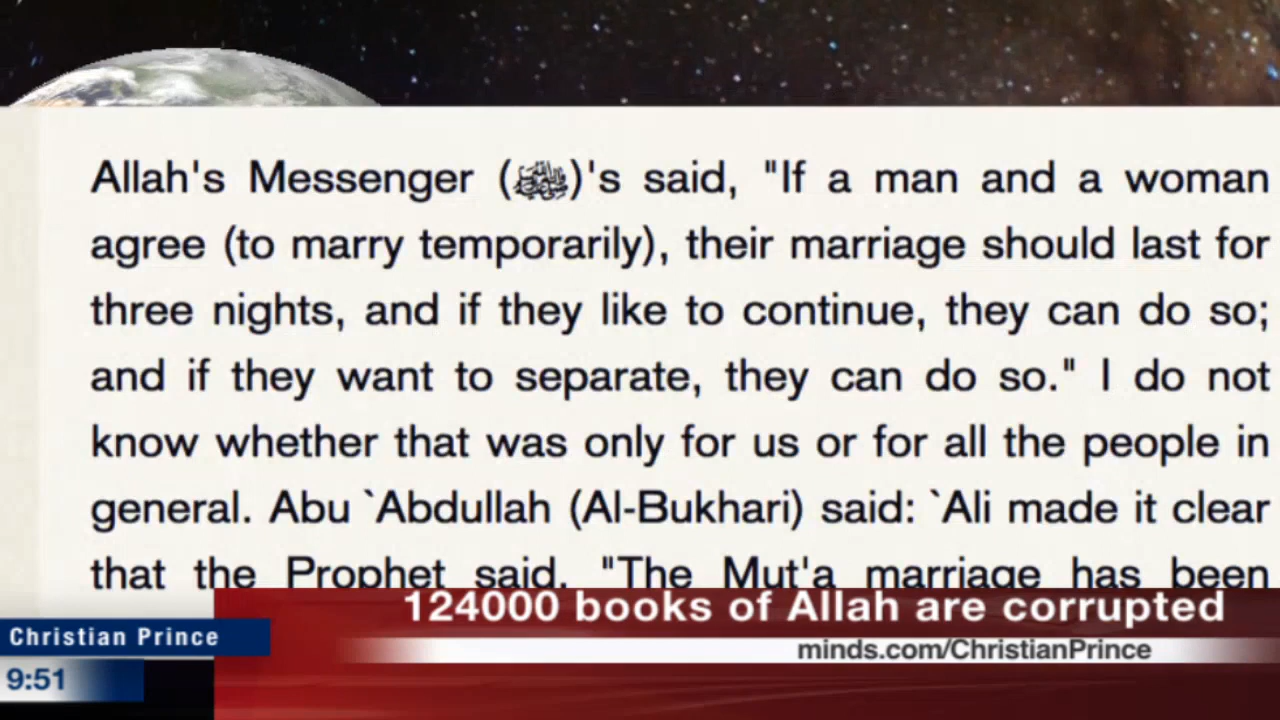 Allah's Messenger (ﷺ)'s said, "If a man and a woman
agree (to marry temporarily), their marriage should last for
three nights, and if they like to continue, they can do so;
and if they want to separate, they can do so." I do not
know whether that was only for us or for all the people in
general. Abu `Abdullah (Al-Bukhari) said: `Ali made it clear
that the Prophet said, "The Mut'a marriage has been
124000 books of Allah are corrupted
Christian Prince
minds.com/ChristianPrince
9:51